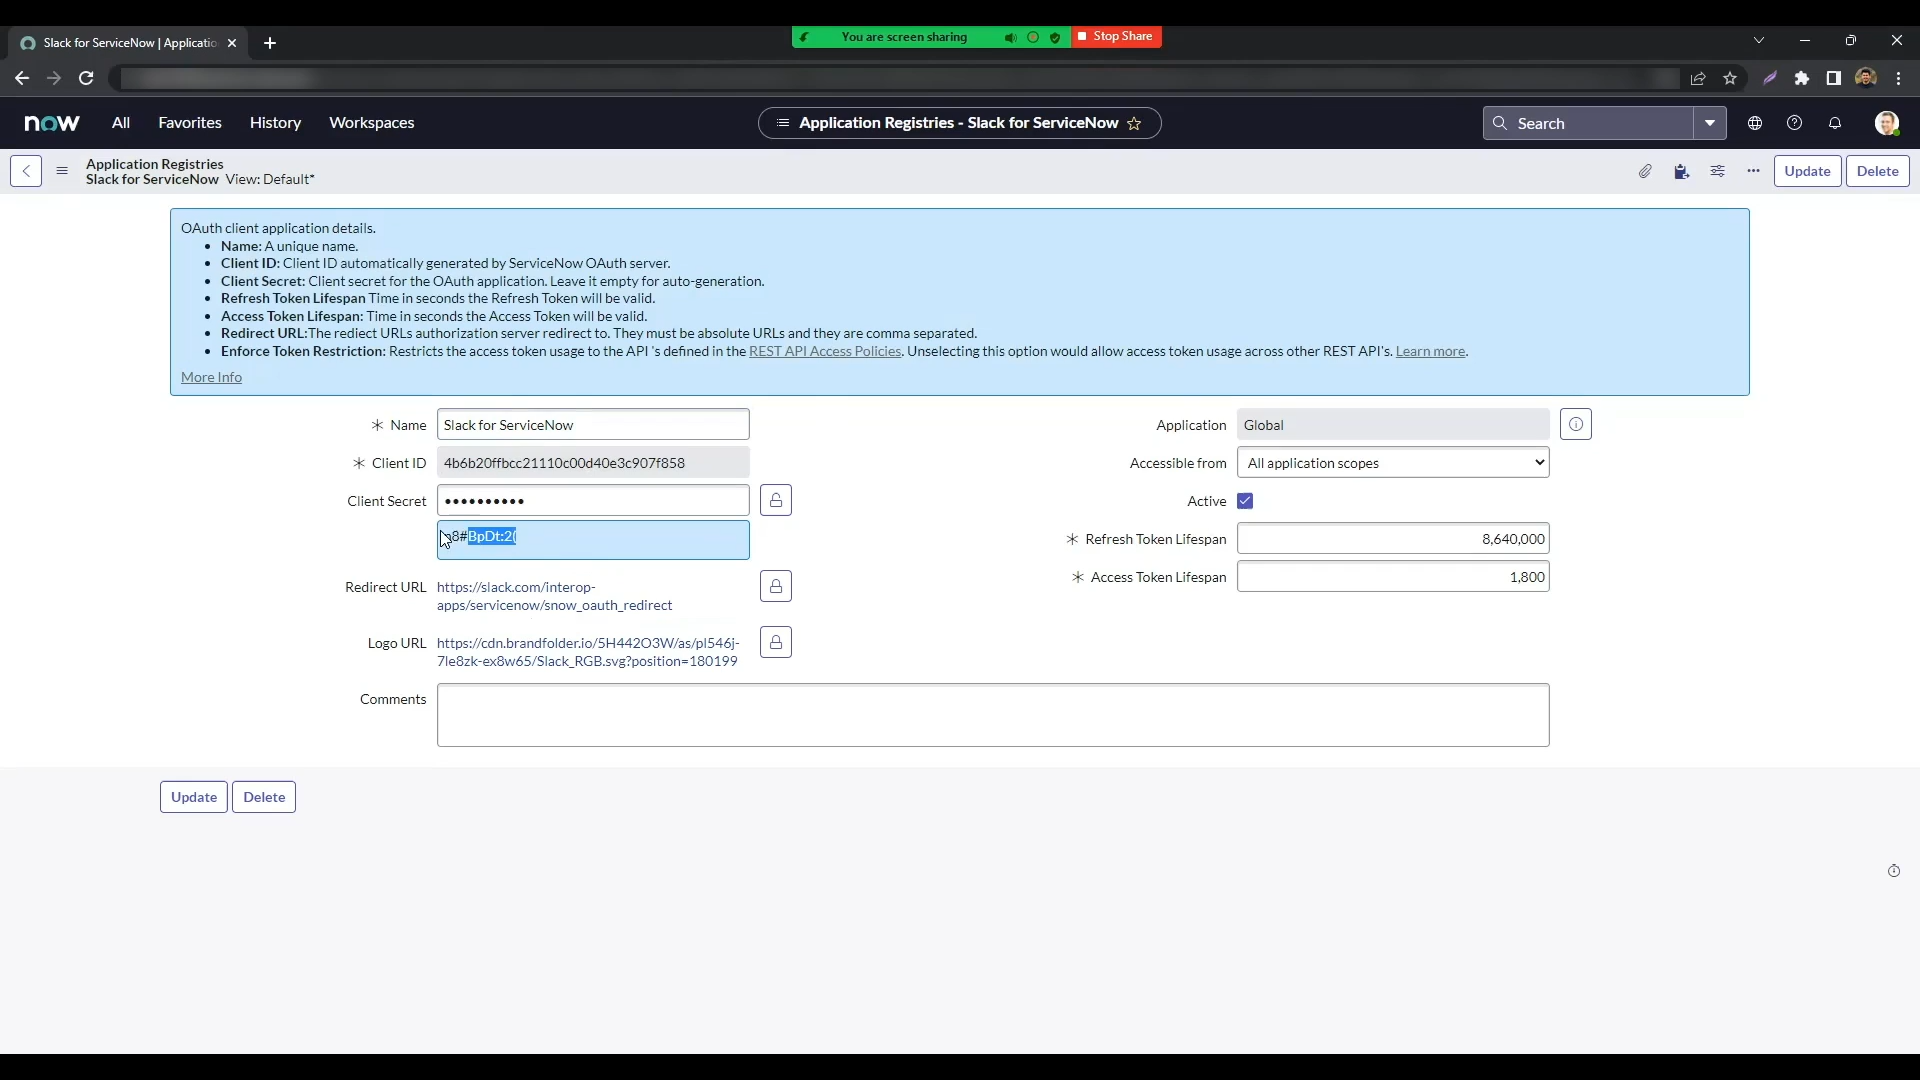 Slack for ServiceNow | Applicatio
You are screen sharing
Stop Share
now
All
Favorites
History
Workspaces
Application Registries - Slack for ServiceNow
Search
Application Registries
Slack for ServiceNow View: Default*
Update
Delete
OAuth client application details.
• Name: A unique name.
• Client ID: Client ID automatically generated by ServiceNow OAuth server.
• Client Secret: Client secret for the OAuth application. Leave it empty for auto-generation.
• Refresh Token Lifespan Time in seconds the Refresh Token will be valid.
• Access Token Lifespan: Time in seconds the Access Token will be valid.
• Redirect URL:The rediect URLs authorization server redirect to. They must be absolute URLs and they are comma separated.
• Enforce Token Restriction: Restricts the access token usage to the API 's defined in the REST API Access Policies. Unselecting this option would allow access token usage across other REST API's. Learn more.
More Info
Name
Slack for ServiceNow
Client ID
4b6b20ffbcc21110c00d40e3c907f858
Client Secret
••••••••••
8#BpDt:2(
Redirect URL
https://slack.com/interop-
apps/servicenow/snow_oauth_redirect
Logo URL
https://cdn.brandfolder.io/5H442O3W/as/pl546j-
7le8zk-ex8w65/Slack_RGB.svg?position=180199
Comments
Application
Global
Accessible from
All application scopes
Active
Refresh Token Lifespan
8,640,000
Access Token Lifespan
1,800
Update
Delete